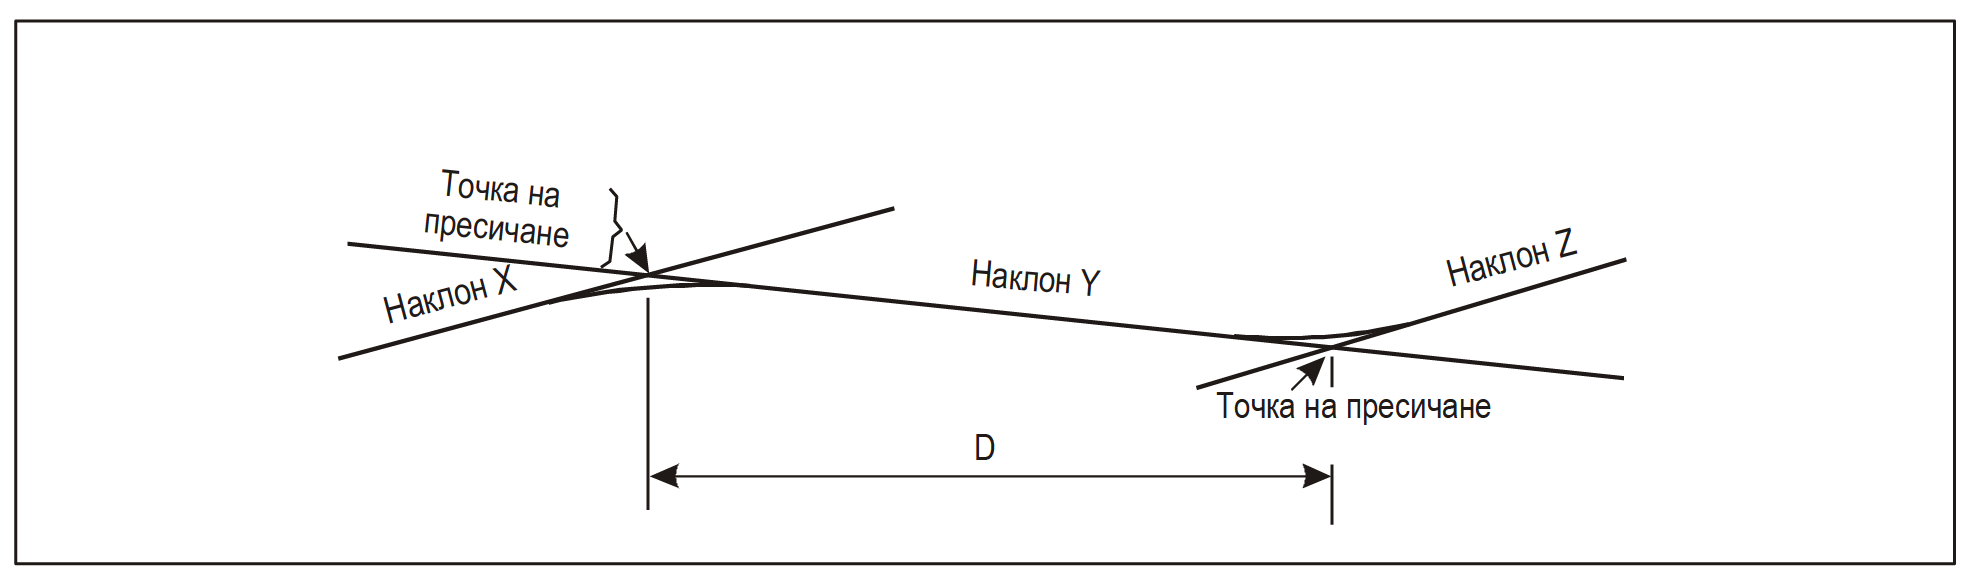 Точка на
пресичане
Наклон X
Наклон Y
Наклон Z
Точка на пресичане
D